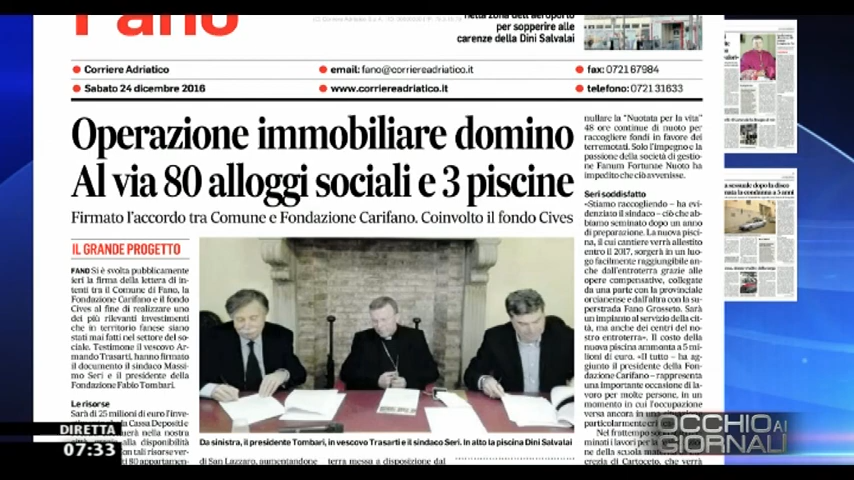 Fano
nella zona dell'aeroporto
per sopperire alle
carenze della Dini Salvalai
Corriere Adriatico
email: fano@corriereadriatico.it
fax: 0721 67984
Sabato 24 dicembre 2016
www.corriereadriatico.it
telefono: 0721 31633
Operazione immobiliare domino
Al via 80 alloggi sociali e 3 piscine
Firmato l'accordo tra Comune e Fondazione Carifano. Coinvolto il fondo Cives
IL GRANDE PROGETTO
FANO Si è svolta pubblicamente
ieri la firma della lettera di in-
tenti tra il Comune di Fano, la
Fondazione Carifano e il fondo
Cives al fine di realizzare uno
dei più rilevanti investimenti
che in territorio fanese siano
stati mai fatti nel settore del so-
ciale. Testimone il vescovo Ar-
mando Trasarti, hanno firmato
il documento il sindaco Massi-
mo Seri e il presidente della
Fondazione Fabio Tombari.
Le risorse
Sarà di 25 milioni di euro l'inve-
Cassa Depositi e
nella nostra
alla disponibilità
tali risorse ver-
80 appartamen-
Da sinistra, il presidente Tombari, in vescovo Trasarti e il sindaco Seri. In alto la piscina Dini Salvalai
di San Lazzaro, aumentandone
terra messa a disposizione dal
nullare la "Nuotata per la vita"
48 ore continue di nuoto per
raccogliere fondi in favore dei
terremotati. Solo l'impegno e la
passione della società di gestio-
ne Fanum Fortunae Nuoto ha
impedito che ciò avvenisse.
Seri soddisfatto
«Stiamo raccogliendo – ha evi-
denziato il sindaco – ciò che ab-
biamo seminato dopo un anno
di preparazione. La nuova pisci-
na, il cui cantiere verrà allestito
entro il 2017, sorgerà in un luo-
go facilmente raggiungibile an-
che dall'entroterra grazie alle
opere compensative, collegate
da una parte con la provinciale
orcianense e dall'altra con la su-
perstrada Fano Grosseto. Sarà
un impianto al servizio della cit-
tà, ma anche dei centri del no-
stro entroterra». Il costo della
nuova piscina ammonta a 5 mi-
lioni di euro. «Il tutto – ha ag-
giunto il presidente della Fon-
dazione Carifano – rappresenta
una importante occasione di la-
voro per molte persone, in un
momento in cui l'occupazione
versa ancora in una
particolarmente cri
Nel frattempo
minati i lavori per la
ne della scuola mater
crezia di Cartoceto, che verrà
DIRETTA
07:33
OCCHIO AI
GIORNALI